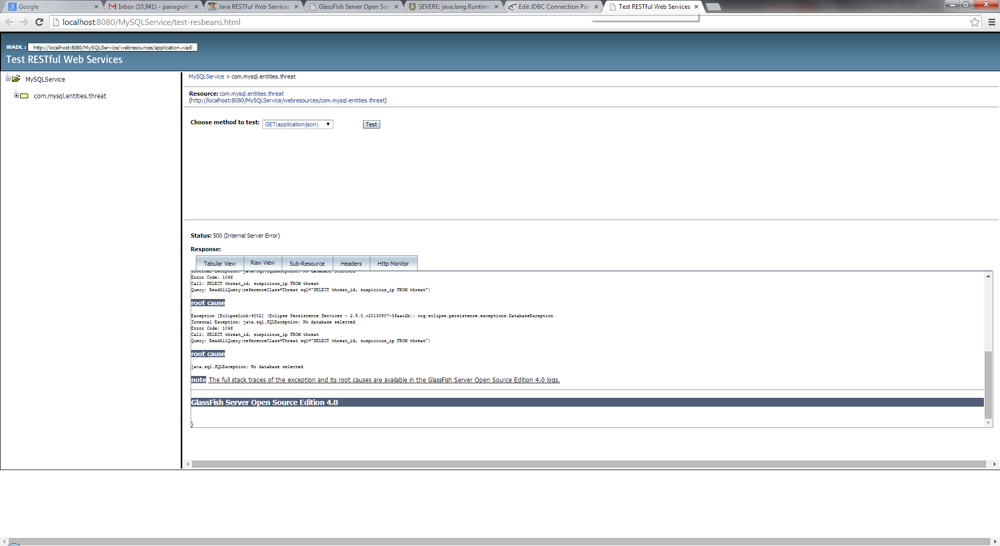 Google
Inbox (10,941) - panagiotis
Java RESTful Web Services
GlassFish Server Open Sou
SEVERE: java.lang.Runtime
Edit JDBC Connection Poo
Test RESTful Web Services
localhost:8080/MySQLService/test-resbeans.html
WADL : http://localhost:8080/MySQLService/webresources/application.wadl
Test RESTful Web Services
MySQLService
com.mysql.entities.threat
MySQLService > com.mysql.entities.threat
Resource: com.mysql.entities.threat
(http://localhost:8080/MySQLService/webresources/com.mysql.entities.threat)
Choose method to test: GET(application/json) Test
Status: 500 (Internal Server Error)
Response:
Tabular View Raw View Sub-Resource Headers Http Monitor
Internal Exception: java.sql.SQLException: No database selected
Error Code: 1046
Call: SELECT threat_id, suspicious_ip FROM threat
Query: ReadAllQuery(referenceClass=Threat sql="SELECT threat_id, suspicious_ip FROM threat")
root cause
Exception [EclipseLink-4002] (Eclipse Persistence Services - 2.5.0.v20130507-3faac2b): org.eclipse.persistence.exceptions.DatabaseException
Internal Exception: java.sql.SQLException: No database selected
Error Code: 1046
Call: SELECT threat_id, suspicious_ip FROM threat
Query: ReadAllQuery(referenceClass=Threat sql="SELECT threat_id, suspicious_ip FROM threat")
root cause
java.sql.SQLException: No database selected
note The full stack traces of the exception and its root causes are available in the GlassFish Server Open Source Edition 4.0 logs.
GlassFish Server Open Source Edition 4.0
}